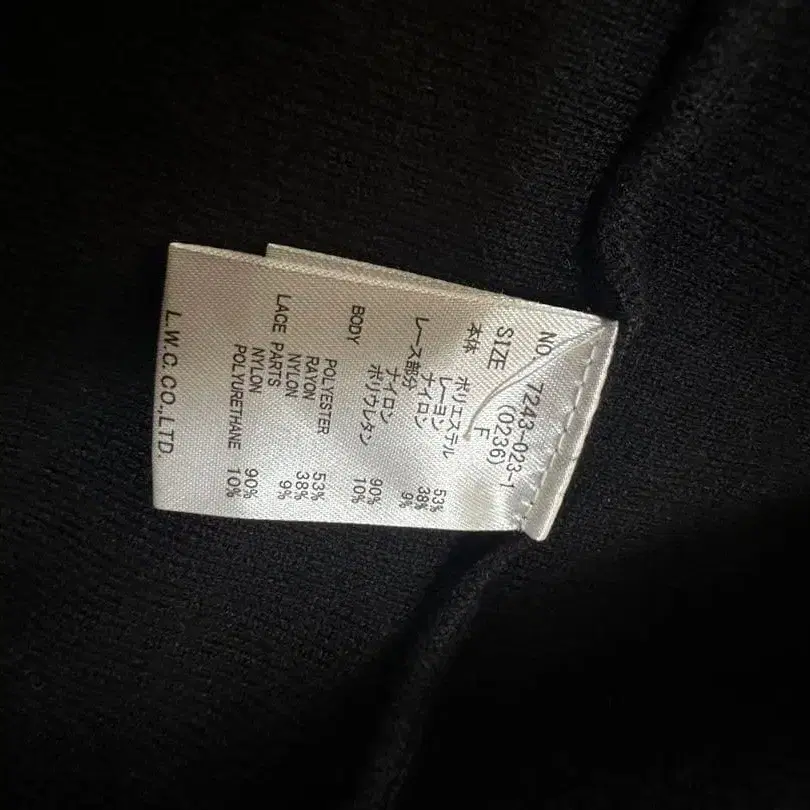 NO. 7243-023-1
(0236)
SIZE F
本体
ポリエステル 53%
レーヨン 38%
ナイロン 9%
レース部分
ナイロン 90%
ポリウレタン 10%
BODY
POLYESTER 53%
RAYON 38%
NYLON 9%
LACE PARTS
NYLON 90%
POLYURETHANE 10%
L.W.C.CO.,LTD.